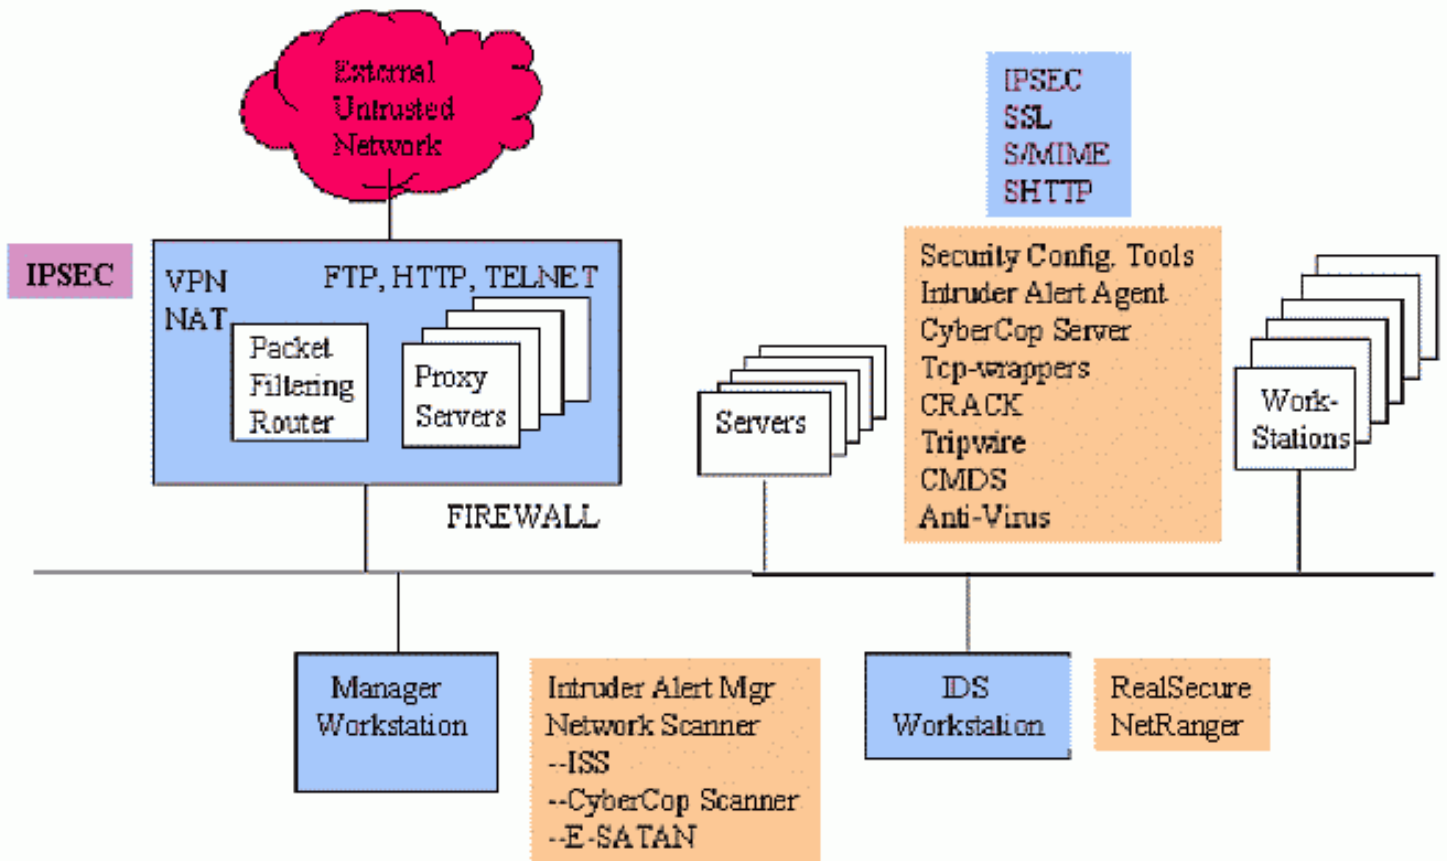 External
Untrusted
Network
IPSEC
SSL
S/MIME
SHTTP
IPSEC
VPN
NAT
FTP, HTTP, TELNET
Packet
Filtering
Router
Proxy
Servers
FIREWALL
Servers
Security Config. Tools
Intruder Alert Agent
CyberCop Server
Tcp-wrappers
CRACK
Tripwire
CMDS
Anti-Virus
Work-
Stations
Manager
Workstation
Intruder Alert Mgr
Network Scanner
--ISS
--CyberCop Scanner
--E-SATAN
IDS
Workstation
RealSecure
NetRanger